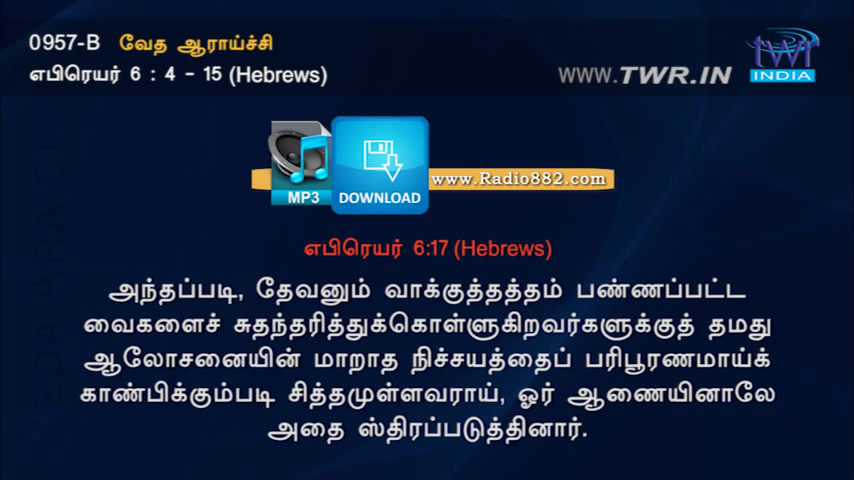 0957-B வேத ஆராய்ச்சி
எபிரெயர் 6 : 4 - 15 (Hebrews)
WWW.TWR.IN
twr
INDIA
MP3
DOWNLOAD
www.Radio882.com
எபிரெயர் 6:17 (Hebrews)
அந்தப்படி, தேவனும் வாக்குத்தத்தம் பண்ணப்பட்ட
வைகளைச் சுதந்தரித்துக்கொள்ளுகிறவர்களுக்குத் தமது
ஆலோசனையின் மாறாத நிச்சயத்தைப் பரிபூரணமாய்க்
காண்பிக்கும்படி சித்தமுள்ளவராய், ஓர் ஆணையினாலே
அதை ஸ்திரப்படுத்தினார்.